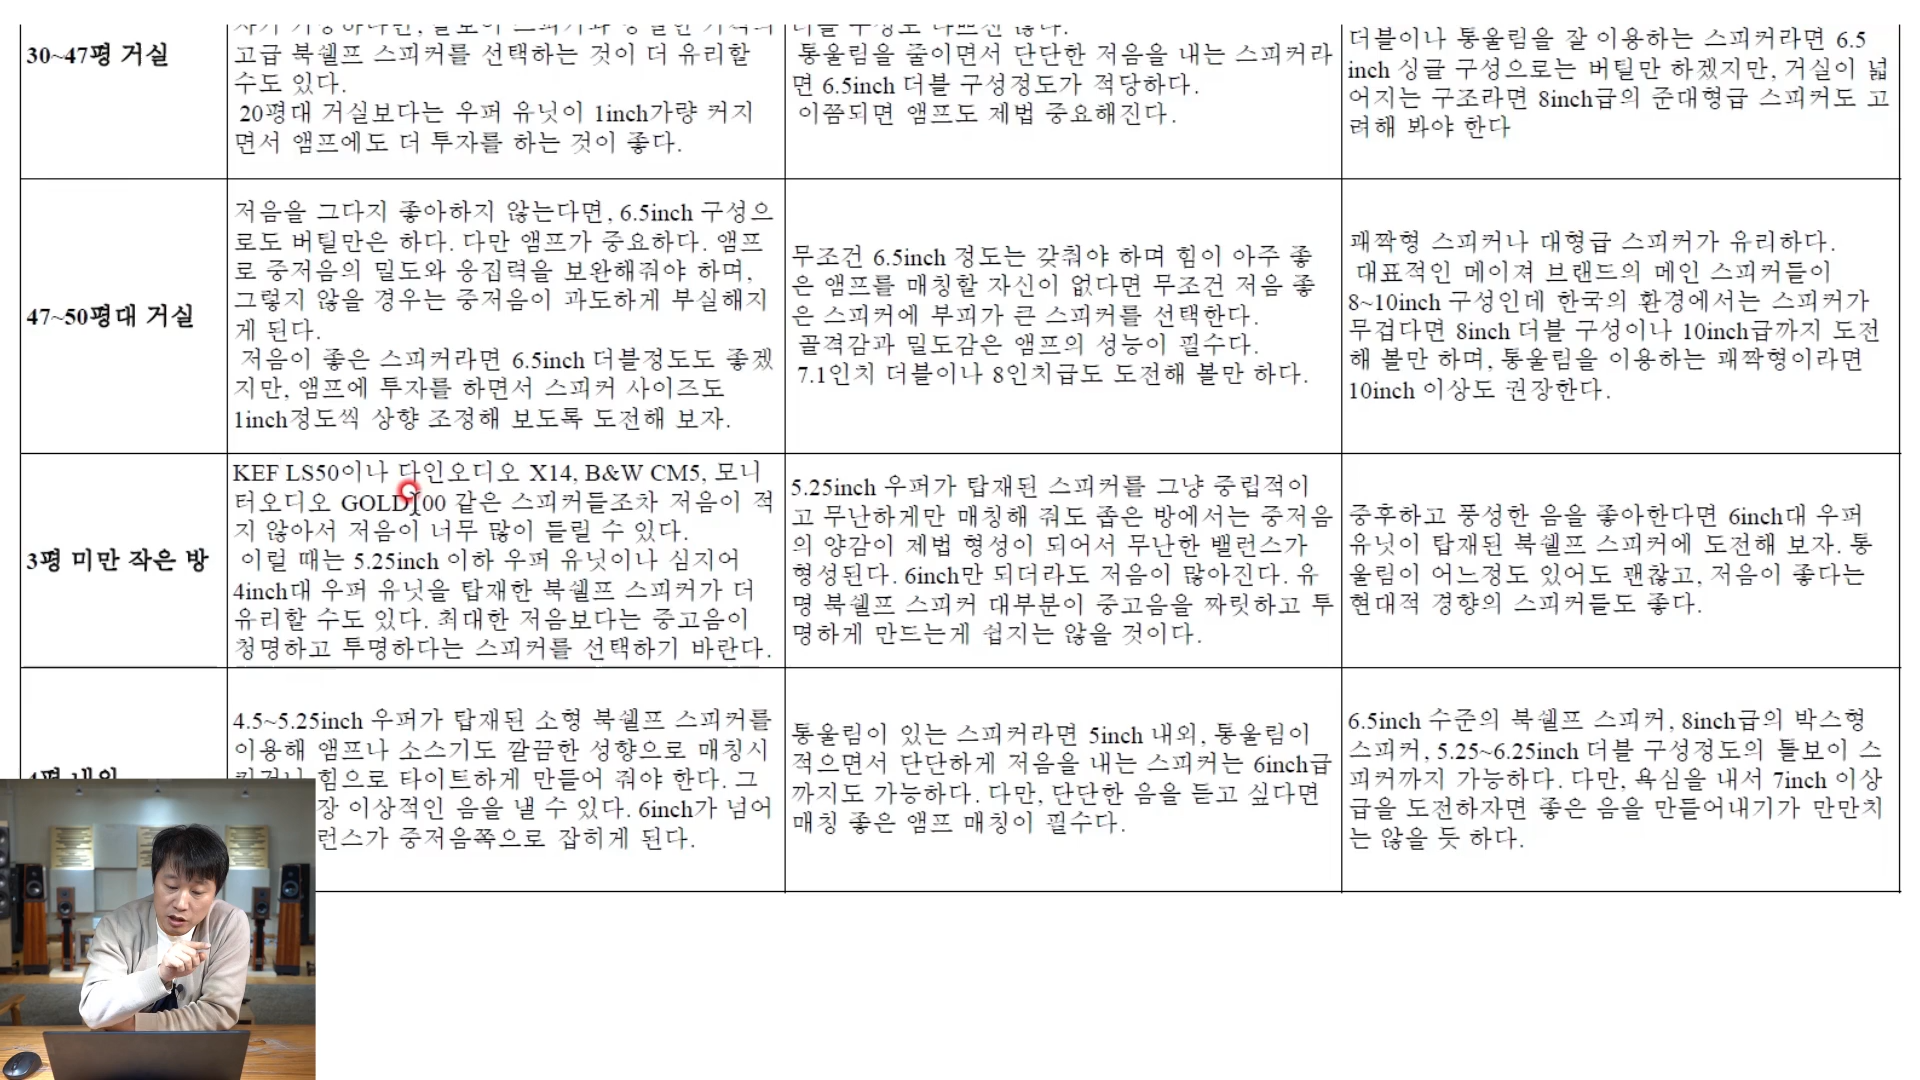 30~47평 거실
고급 북쉘프 스피커를 선택하는 것이 더 유리할
수도 있다.
20평대 거실보다는 우퍼 유닛이 1inch가량 커지
면서 앰프에도 더 투자를 하는 것이 좋다.
통울림을 줄이면서 단단한 저음을 내는 스피커라
면 6.5inch 더블 구성정도가 적당하다.
이쯤되면 앰프도 제법 중요해진다.
더블이나 통울림을 잘 이용하는 스피커라면 6.5
inch 싱글 구성으로는 버틸만 하겠지만, 거실이 넓
어지는 구조라면 8inch급의 준대형급 스피커도 고
려해 봐야 한다
47~50평대 거실
저음을 그다지 좋아하지 않는다면, 6.5inch 구성으
로도 버틸만은 하다. 다만 앰프가 중요하다. 앰프
로 중저음의 밀도와 응집력을 보완해줘야 하며,
그렇지 않을 경우는 중저음이 과도하게 부실해지
게 된다.
저음이 좋은 스피커라면 6.5inch 더블정도도 좋겠
지만, 앰프에 투자를 하면서 스피커 사이즈도
1inch정도씩 상향 조정해 보도록 도전해 보자.
무조건 6.5inch 정도는 갖춰야 하며 힘이 아주 좋
은 앰프를 매칭할 자신이 없다면 무조건 저음 좋
은 스피커에 부피가 큰 스피커를 선택한다.
골격감과 밀도감은 앰프의 성능이 필수다.
7.1인치 더블이나 8인치급도 도전해 볼만 하다.
괘짝형 스피커나 대형급 스피커가 유리하다.
대표적인 메이져 브랜드의 메인 스피커들이
8~10inch 구성인데 한국의 환경에서는 스피커가
무겁다면 8inch 더블 구성이나 10inch급까지 도전
해 볼만 하며, 통울림을 이용하는 괘짝형이라면
10inch 이상도 권장한다.
3평 미만 작은 방
KEF LS50이나 다인오디오 X14, B&W CM5, 모니
터오디오 GOLD100 같은 스피커들조차 저음이 적
지 않아서 저음이 너무 많이 들릴 수 있다.
이럴 때는 5.25inch 이하 우퍼 유닛이나 심지어
4inch대 우퍼 유닛을 탑재한 북쉘프 스피커가 더
유리할 수도 있다. 최대한 저음보다는 중고음이
청명하고 투명하다는 스피커를 선택하기 바란다.
5.25inch 우퍼가 탑재된 스피커를 그냥 중립적이
고 무난하게만 매칭해 줘도 좁은 방에서는 중저음
의 양감이 제법 형성이 되어서 무난한 밸런스가
형성된다. 6inch만 되더라도 저음이 많아진다. 유
명 북쉘프 스피커 대부분이 중고음을 짜릿하고 투
명하게 만드는게 쉽지는 않을 것이다.
중후하고 풍성한 음을 좋아한다면 6inch대 우퍼
유닛이 탑재된 북쉘프 스피커에 도전해 보자. 통
울림이 어느정도 있어도 괜찮고, 저음이 좋다는
현대적 경향의 스피커들도 좋다.
4.5~5.25inch 우퍼가 탑재된 소형 북쉘프 스피커를
이용해 앰프나 소스기도 깔끔한 성향으로 매칭시
힘으로 타이트하게 만들어 줘야 한다. 그
장 이상적인 음을 낼 수 있다. 6inch가 넘어
런스가 중저음쪽으로 잡히게 된다.
통울림이 있는 스피커라면 5inch 내외, 통울림이
적으면서 단단하게 저음을 내는 스피커는 6inch급
까지도 가능하다. 다만, 단단한 음을 듣고 싶다면
매칭 좋은 앰프 매칭이 필수다.
6.5inch 수준의 북쉘프 스피커, 8inch급의 박스형
스피커, 5.25~6.25inch 더블 구성정도의 톨보이 스
피커까지 가능하다. 다만, 욕심을 내서 7inch 이상
급을 도전하자면 좋은 음을 만들어내기가 만만치
는 않을 듯 하다.